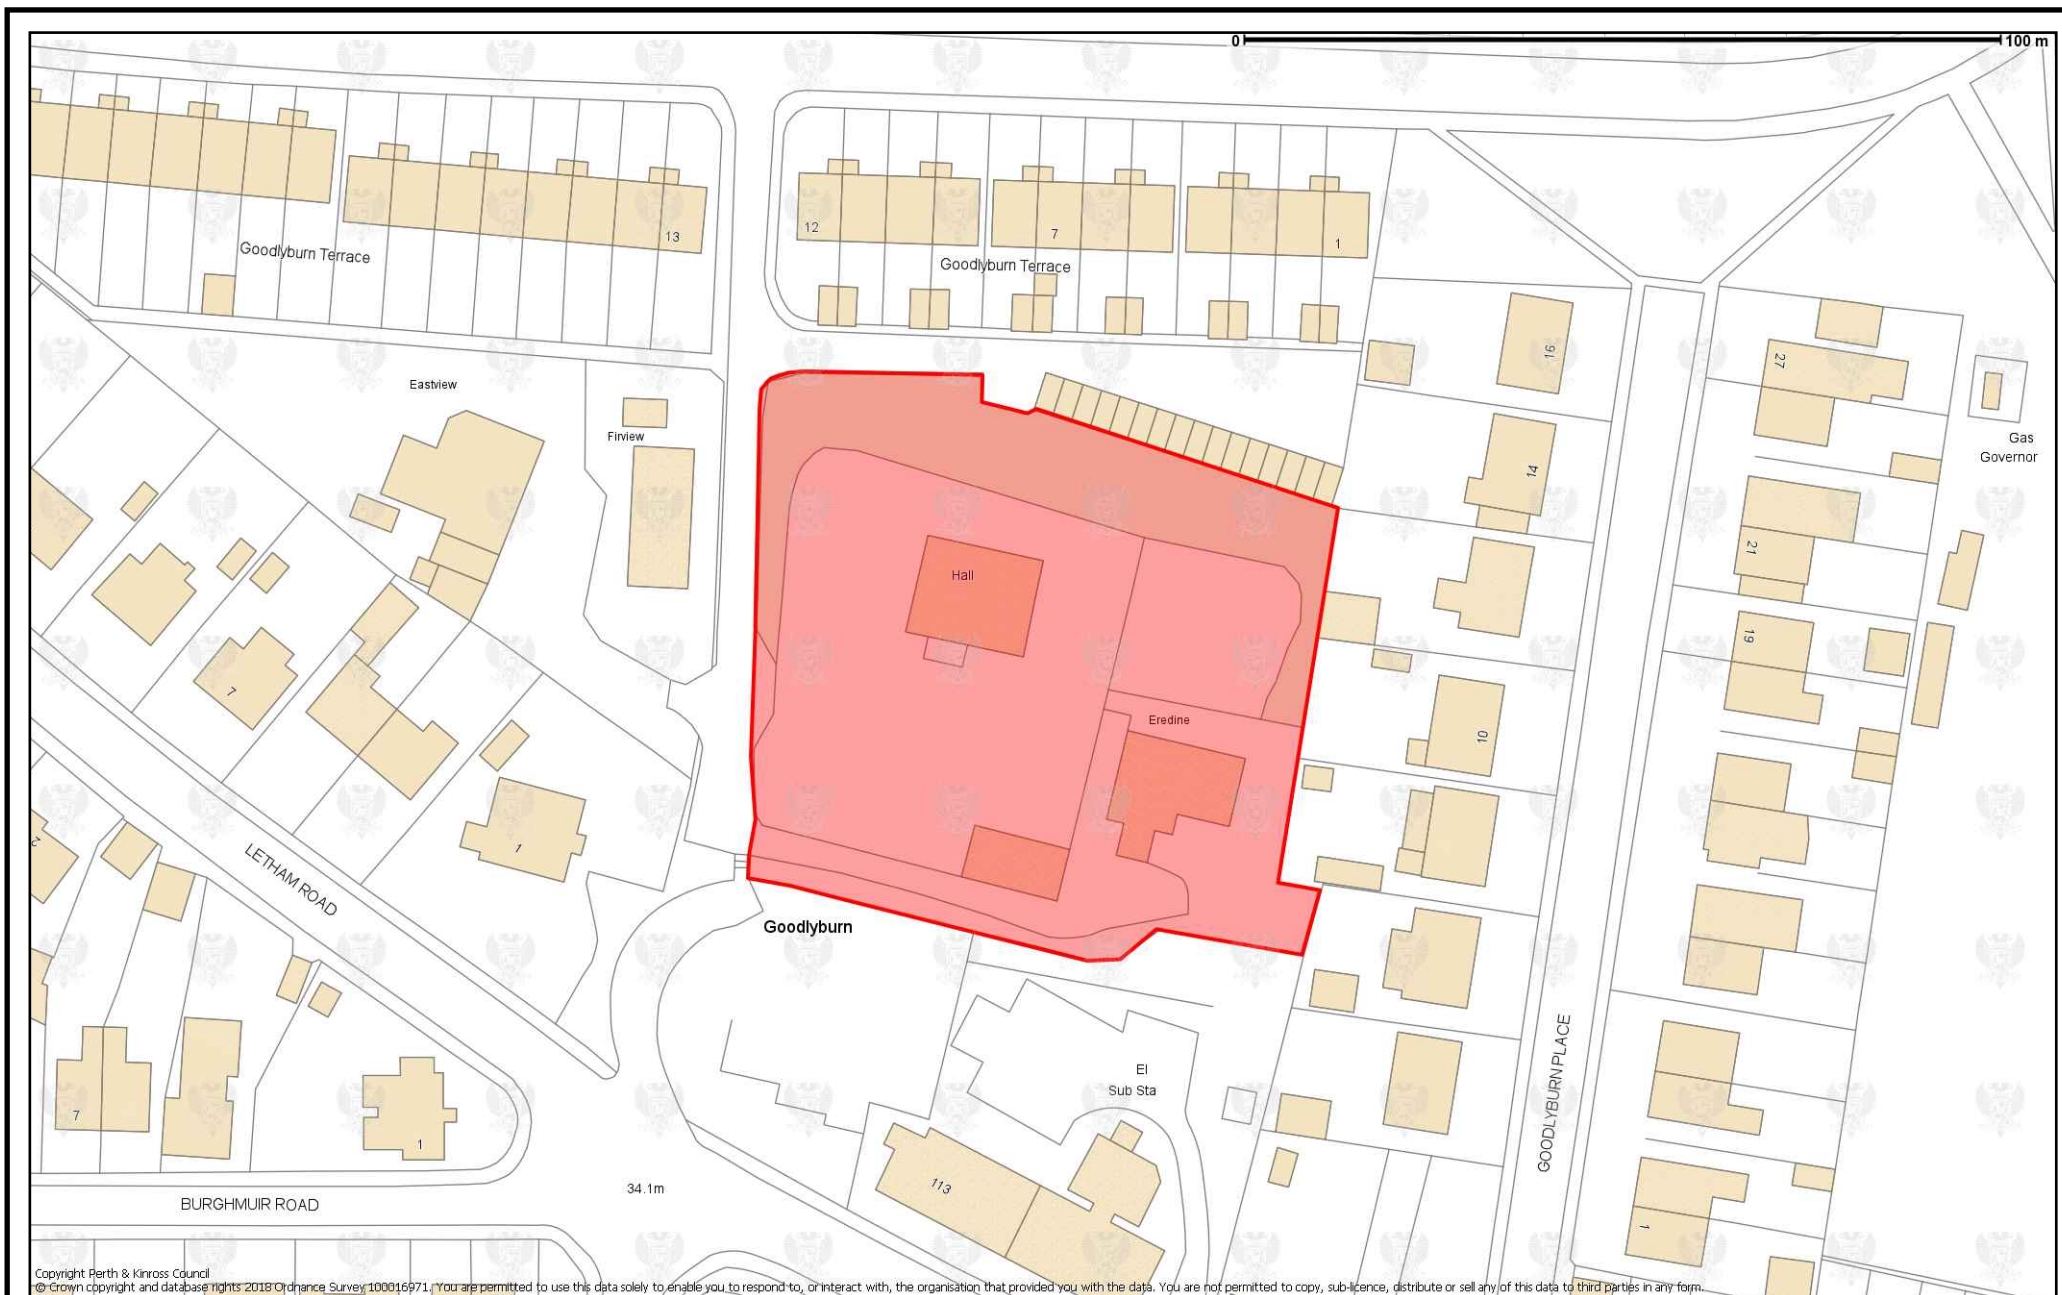 0 100 m
12
7
1
13
Goodlyburn Terrace
Goodlyburn Terrace
16
27
Eastview
Firview
Gas
Governor
14
21
Hall
19
7
Eredine
10
1
2
LETHAM ROAD
Goodlyburn
El
Sub Sta
GOODLYBURN PLACE
7
1
113
34.1m
BURGHMUIR ROAD
1
Copyright Perth & Kinross Council
© Crown copyright and database rights 2018 Ordnance Survey 100016971. You are permitted to use this data solely to enable you to respond to, or interact with, the organisation that provided you with the data. You are not permitted to copy, sub-licence, distribute or sell any of this data to third parties in any form.